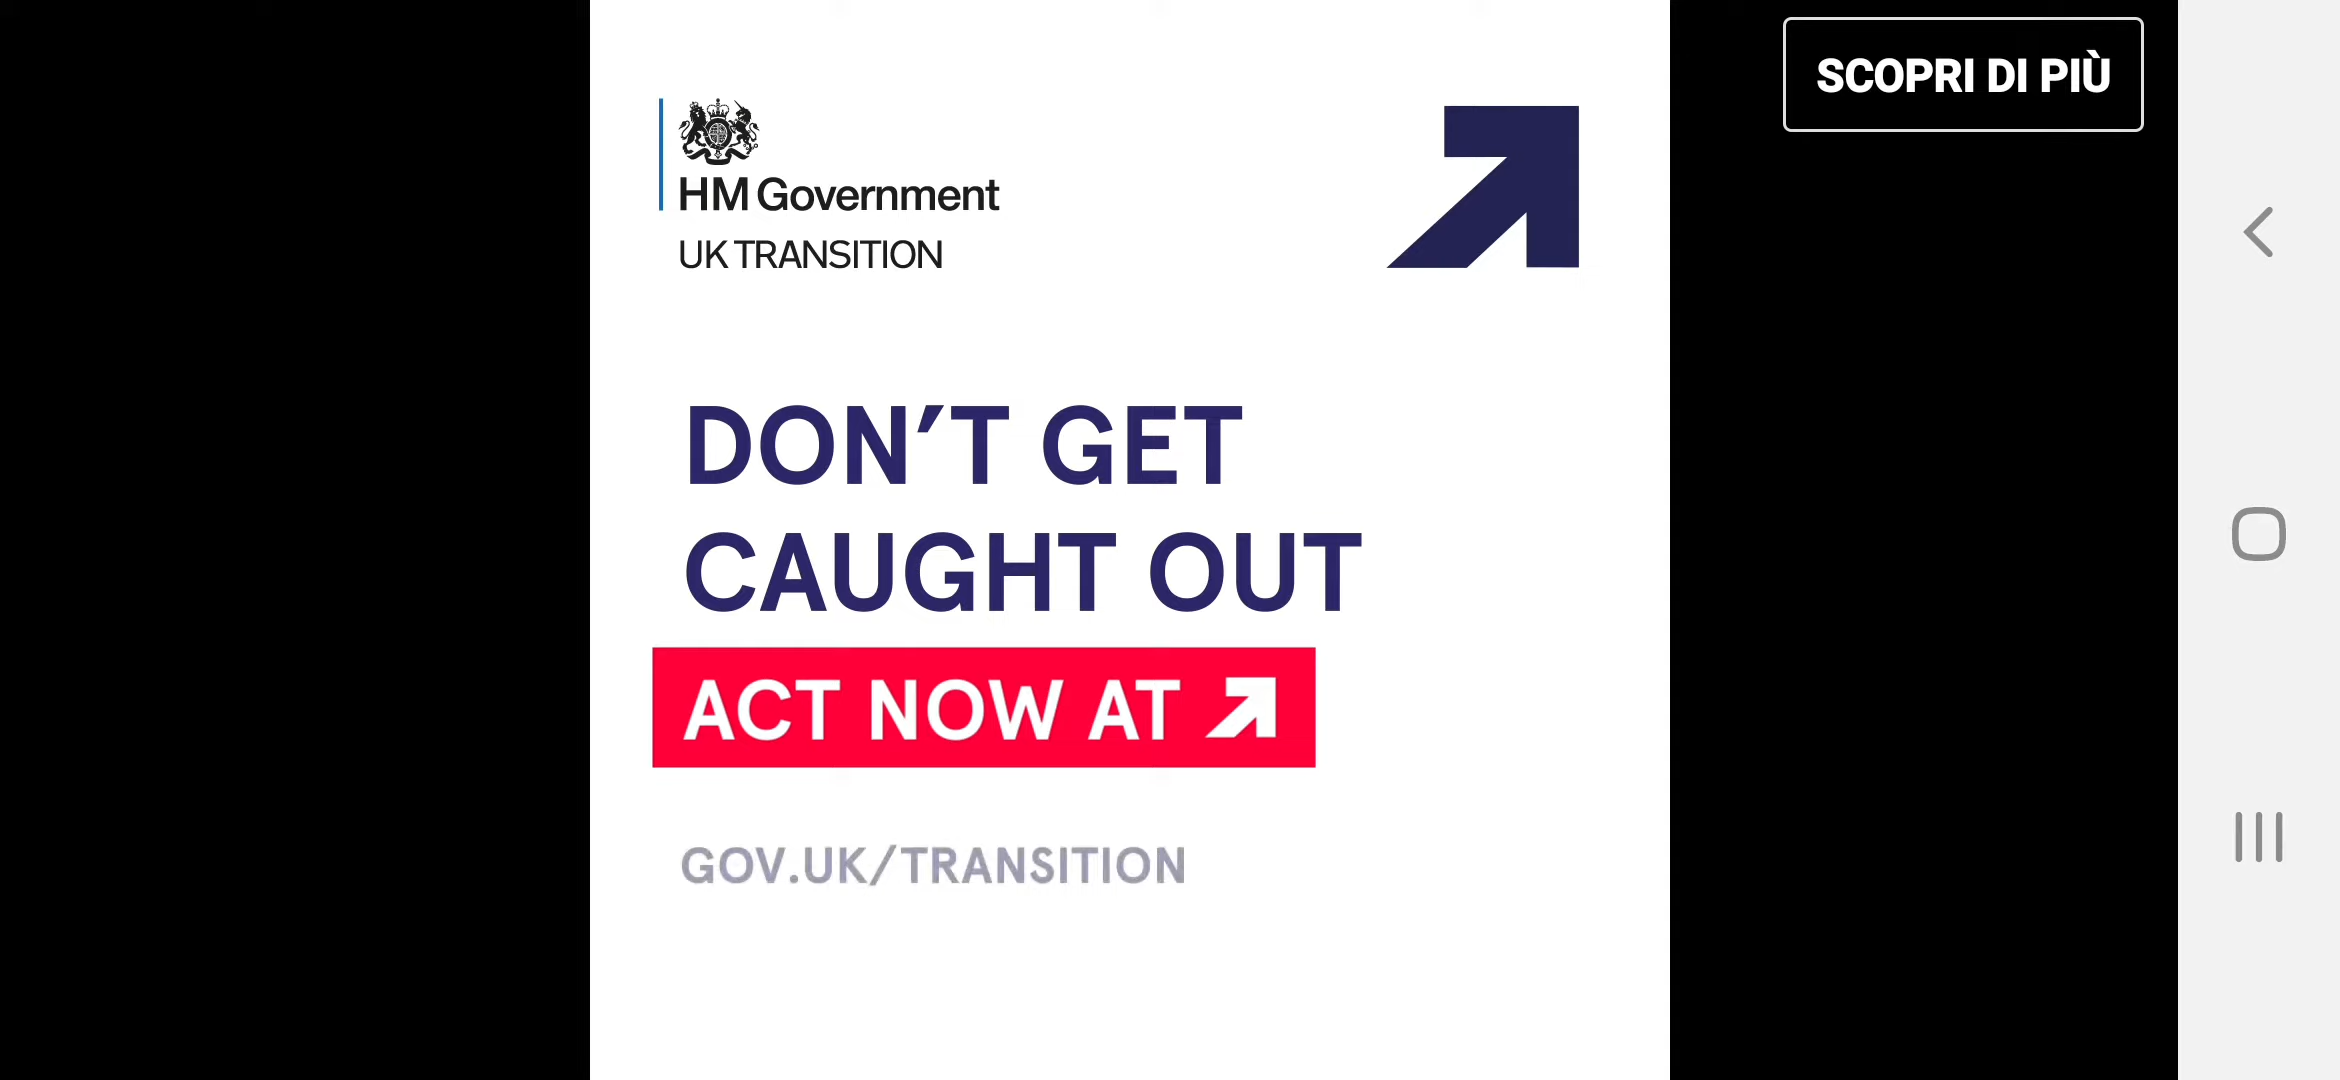 SCOPRI DI PIÙ
HM Government
UK TRANSITION
DON'T GET
CAUGHT OUT
ACT NOW AT
GOV.UK/TRANSITION